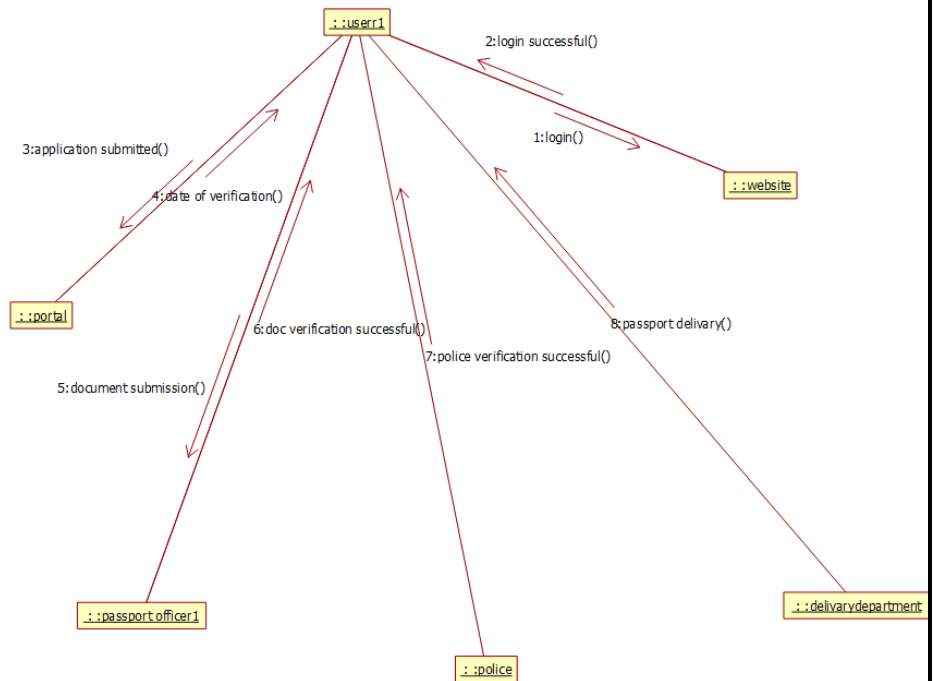 : :userr1
2:login successful()
1:login()
3:application submitted()
: :website
4:date of verification()
: :portal
6:doc verification successful()
8:passport delivary()
7:police verification successful()
5:document submission()
: :passport officer1
: :delivarydepartment
: :police